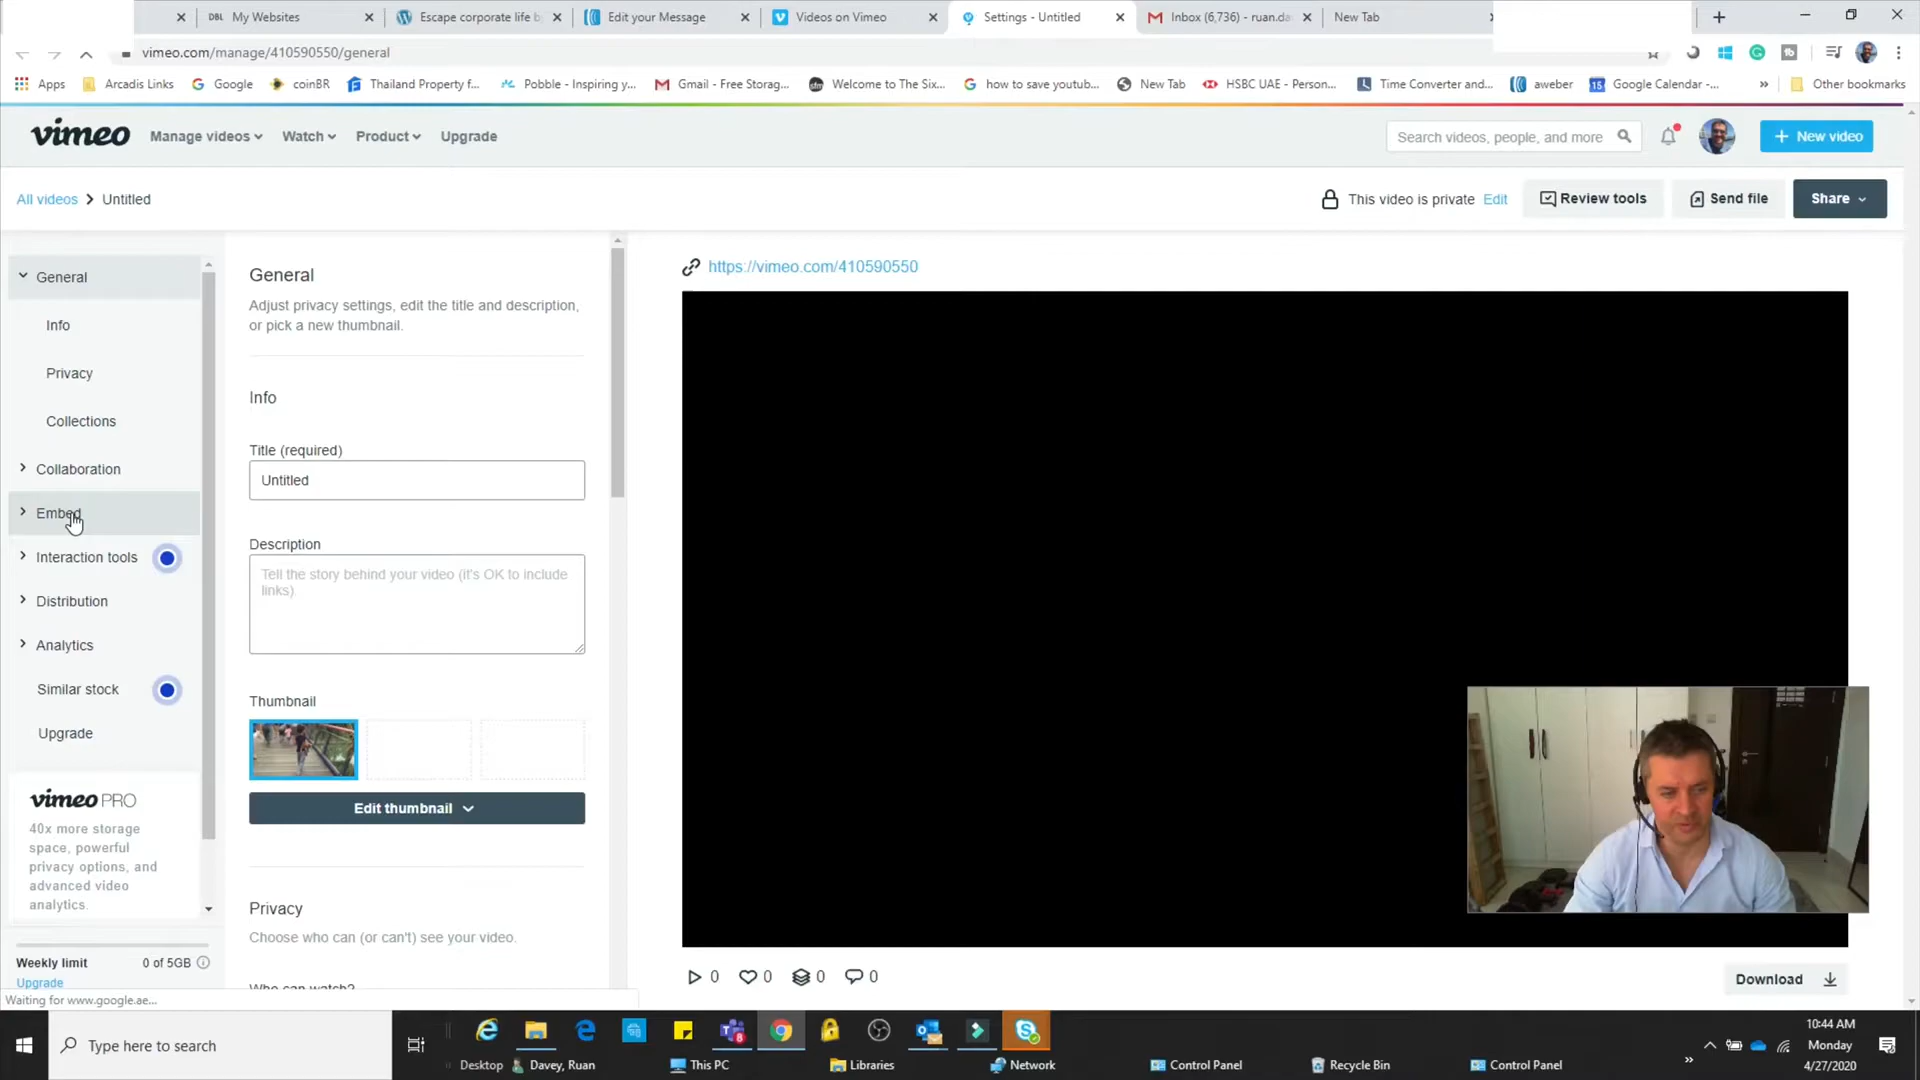 DBL My Websites
Escape corporate life b
Edit your Message
Videos on Vimeo
Settings - Untitled
Inbox (6,736) - ruan.da
New Tab
vimeo.com/manage/410590550/general
Apps
Arcadis Links
Google
coinBR
Thailand Property f...
Pobble - Inspiring y...
Gmail - Free Storag...
Welcome to The Six...
how to save youtub...
New Tab
HSBC UAE - Person...
Time Converter and...
aweber
Google Calendar -...
»
Other bookmarks
vimeo
Manage videos
Watch
Product
Upgrade
Search videos, people, and more
+ New video
All videos > Untitled
This video is private Edit
Review tools
Send file
Share
General
Info
Privacy
Collections
Collaboration
Embed
Interaction tools
Distribution
Analytics
Similar stock
Upgrade
vimeo PRO
40x more storage
space, powerful
privacy options, and
advanced video
analytics.
Weekly limit 0 of 5GB
Upgrade
Waiting for www.google.ae...
General
Adjust privacy settings, edit the title and description,
or pick a new thumbnail.
Info
Title (required)
Untitled
Description
Tell the story behind your video (it's OK to include
links)
Thumbnail
Edit thumbnail
Privacy
Choose who can (or can't) see your video.
Who can watch?
https://vimeo.com/410590550
0 0 0 0
Download
Type here to search
Desktop
Davey, Ruan
This PC
Libraries
Network
Control Panel
Recycle Bin
Control Panel
»
10:44 AM
Monday
4/27/2020